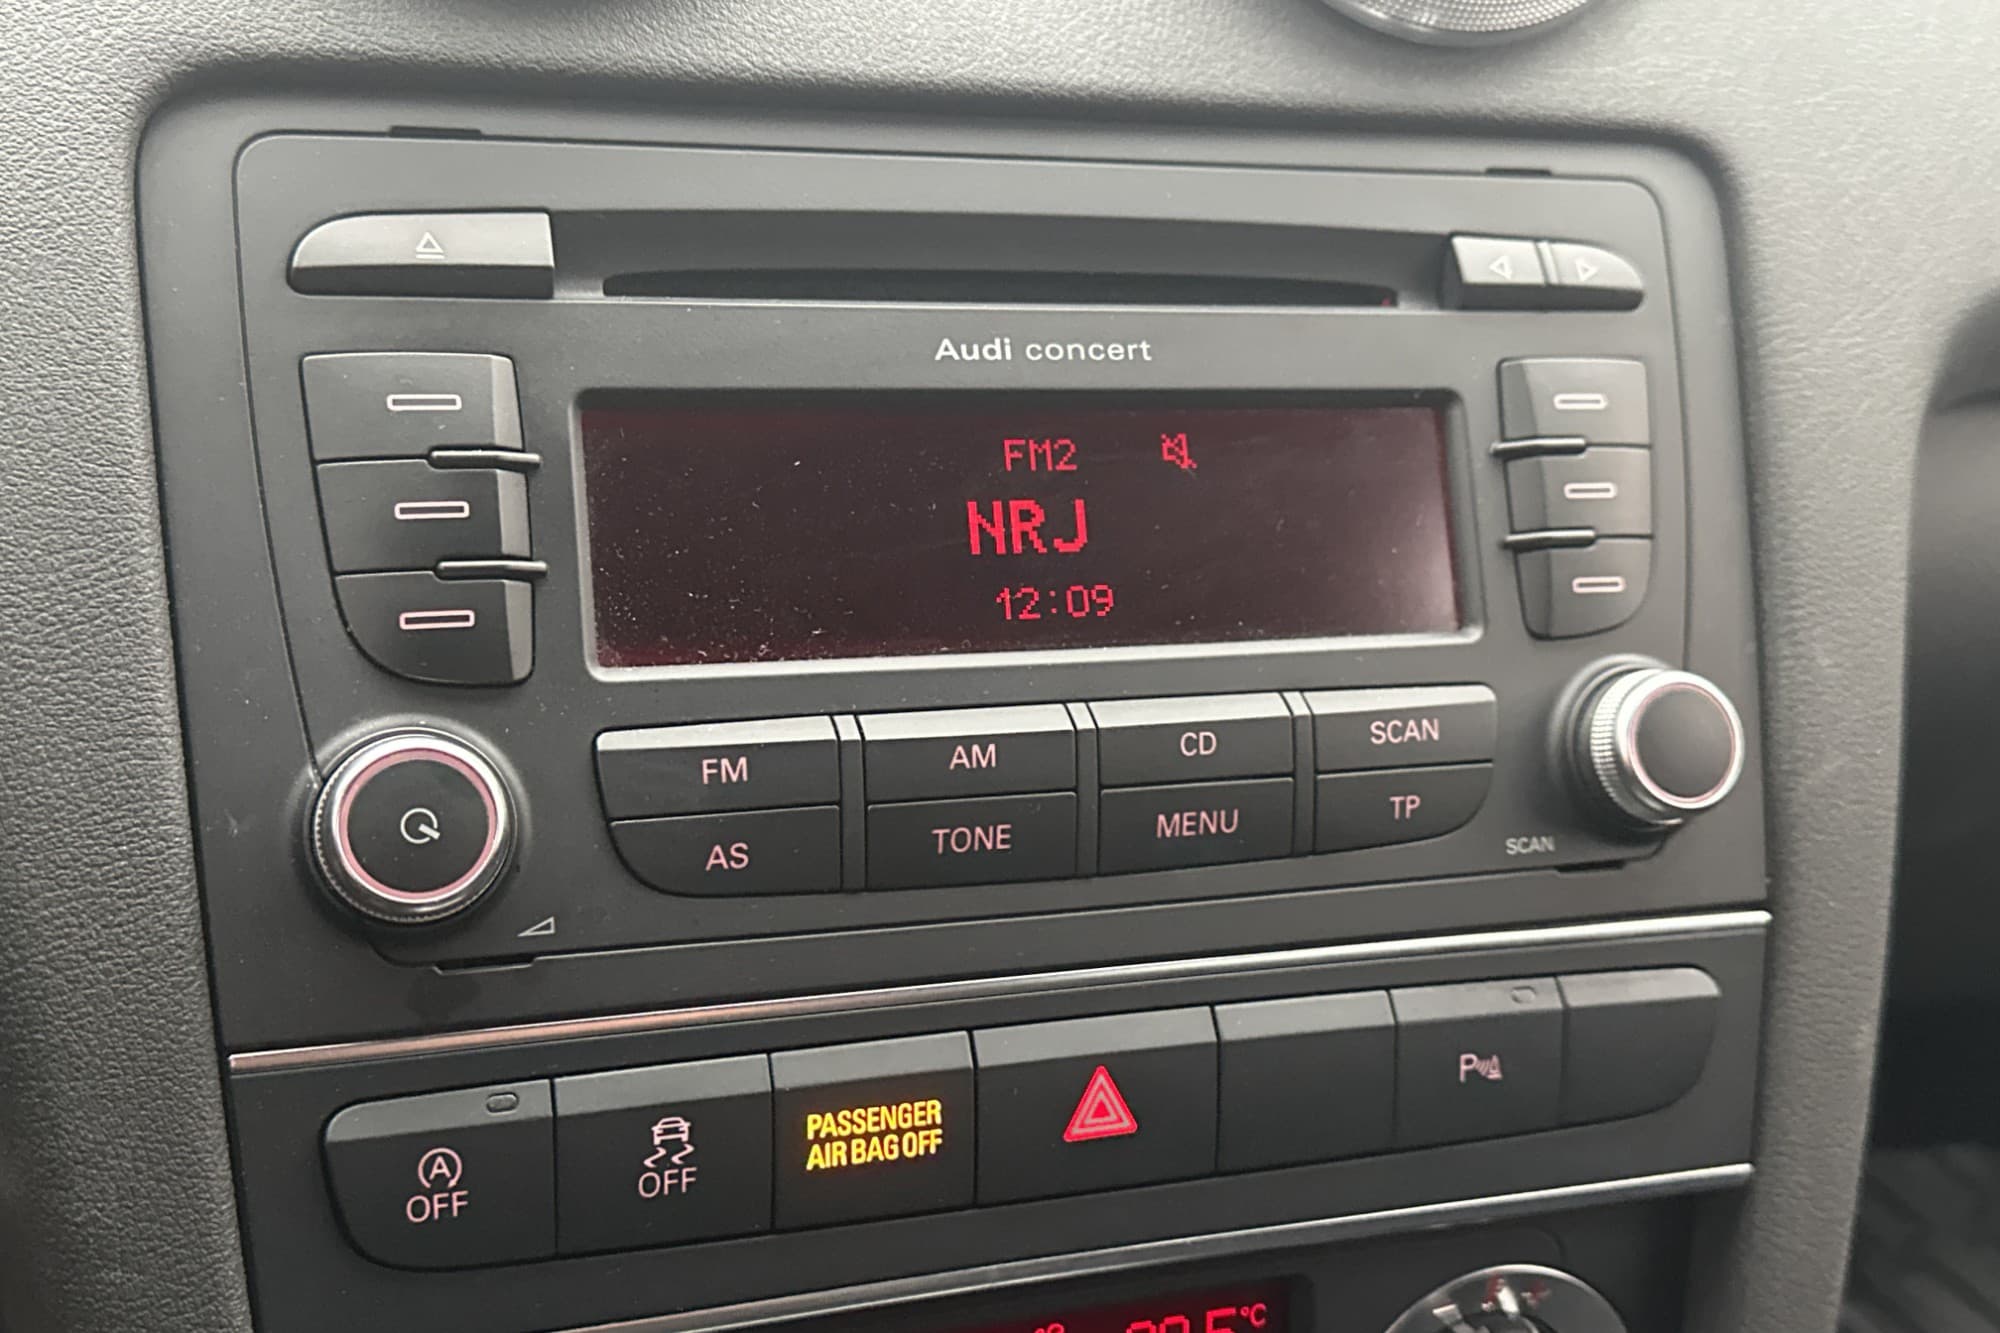 Audi concert
FM2
NRJ
12:09
FM
AM
CD
SCAN
AS
TONE
MENU
TP
SCAN
A
OFF
OFF
PASSENGER
AIR BAG OFF
P
°C